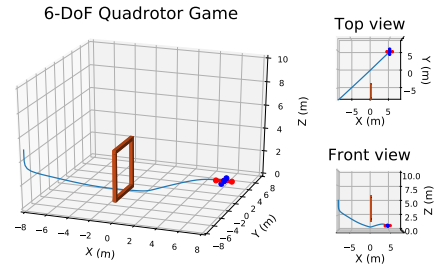 6-DoF Quadrotor Game
10
8
6
4
2
0
Z (m)
−8 −6 −4 −2 0 2 4 6 8
X (m)
−8 −6 −4 −2 0 2 4 6 8
Y (m)
Top view
5
0
−5
Y (m)
−5 0 5
X (m)
Front view
10.0
7.5
5.0
2.5
0.0
Z (m)
−5 0 5
X (m)